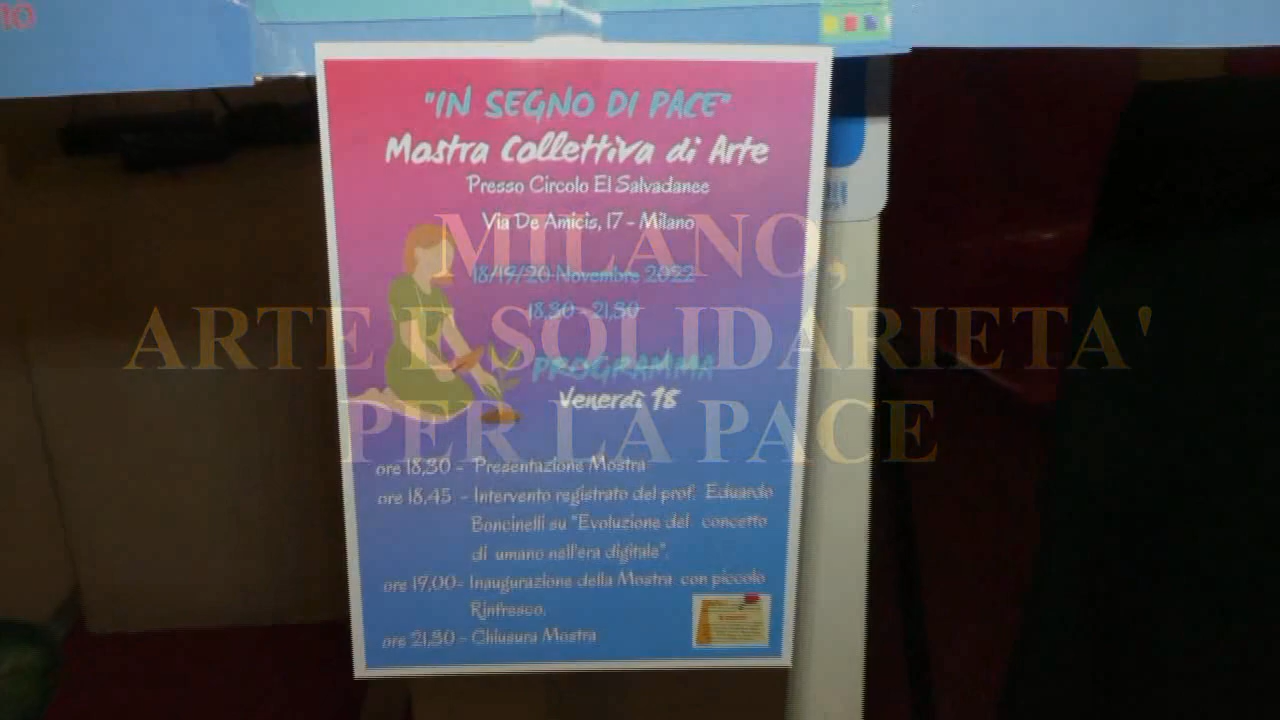 10
"IN SEGNO DI PACE"
Mostra Collettiva di Arte
Presso Circolo El Salvadanee
Via De Amicis, 17 - Milano
18/19/20 Novembre 2022
18.30 - 21,30
PROGRAMMA
Venerdì 18
ore 18,30 - Presentazione Mostra
ore 18,45 - Intervento registrato del prof. Eduardo
Boncinelli su "Evoluzione del concetto
di umano nell'era digitale".
ore 19,00- Inaugurazione della Mostra con piccolo
Rinfresco.
ore 21,30 - Chiusura Mostra
MILANO,
ARTE E SOLIDARIETA'
PER LA PACE